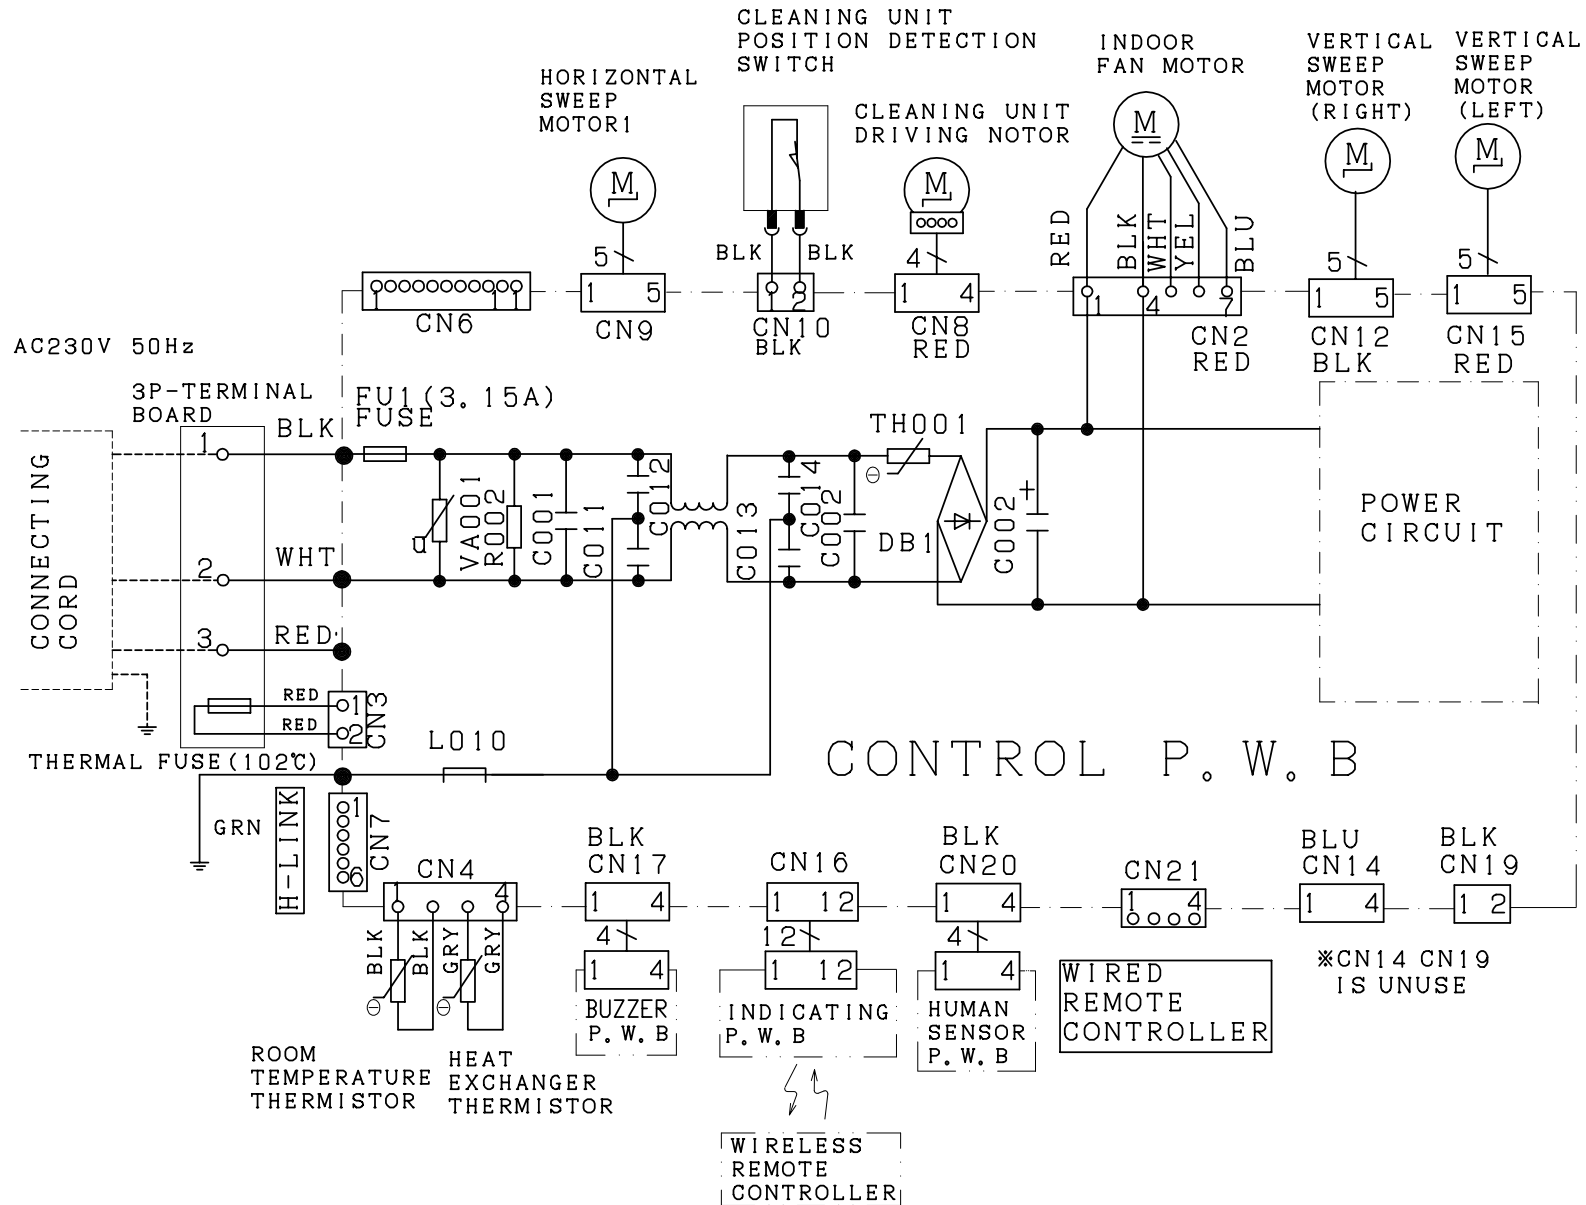 CLEANING UNIT
POSITION DETECTION
SWITCH
HORIZONTAL
SWEEP
MOTOR1
CLEANING UNIT
DRIVING NOTOR
INDOOR
FAN MOTOR
VERTICAL
SWEEP
MOTOR
(RIGHT)
VERTICAL
SWEEP
MOTOR
(LEFT)
M
M
M
M
M
BLK BLK
RED
BLK
WHT
YEL
BLU
5
4
5
5
1 11
CN6
1 5
CN9
1 2
CN10
BLK
1 4
CN8
RED
1 4 7
CN2
RED
1 5
CN12
BLK
1 5
CN15
RED
AC230V 50Hz
3P-TERMINAL
BOARD
CONNECTING
CORD
1
2
3
BLK
WHT
RED
FU1(3.15A)
FUSE
VA001
R002
C001
C011
C012
C013
C014
C002
TH001
⊖
DB1
C002
+
POWER
CIRCUIT
RED
RED
1
2
CN3
THERMAL FUSE(102℃)
GRN
L010
CONTROL P.W.B
H-LINK
1
6
CN7
CN4
1 4
BLK
BLK
GRY
GRY
⊖
⊖
ROOM
TEMPERATURE
THERMISTOR
HEAT
EXCHANGER
THERMISTOR
BLK
CN17
1 4
4
1 4
BUZZER
P.W.B
CN16
1 12
12
1 12
INDICATING
P.W.B
WIRELESS
REMOTE
CONTROLLER
BLK
CN20
1 4
4
1 4
HUMAN
SENSOR
P.W.B
CN21
1 4
WIRED
REMOTE
CONTROLLER
BLU
CN14
1 4
BLK
CN19
1 2
※CN14 CN19
IS UNUSE